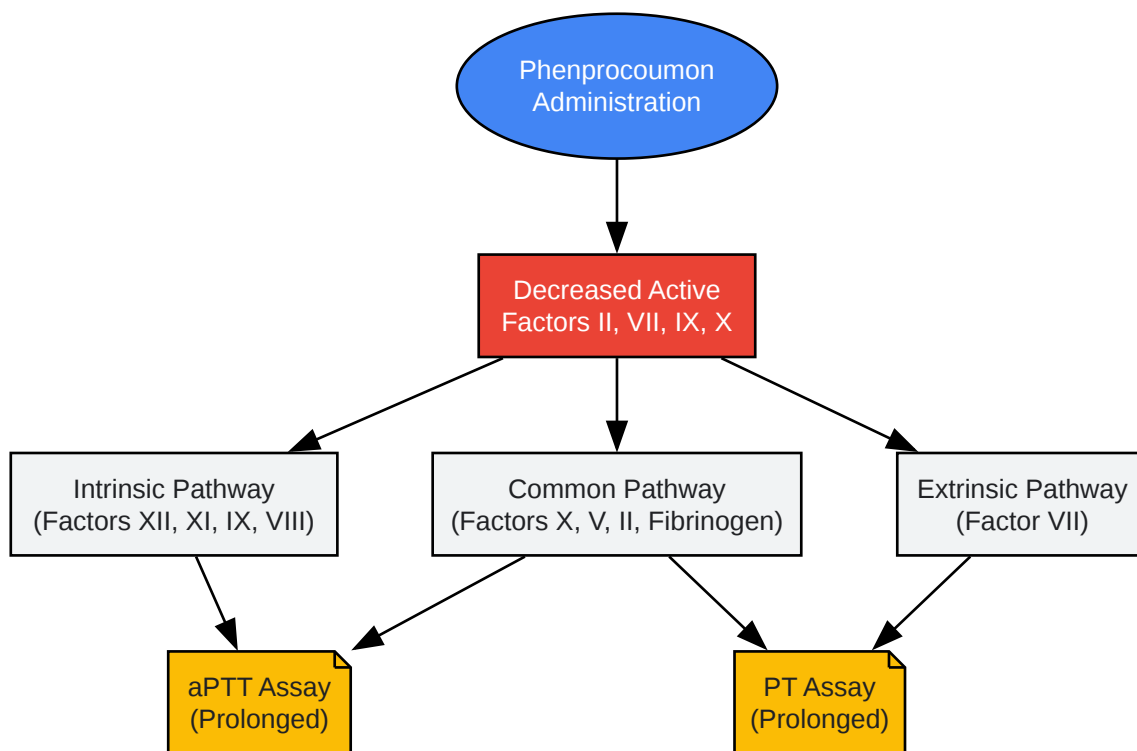 Phenprocoumon
Administration
Decreased Active
Factors II, VII, IX, X
Intrinsic Pathway
(Factors XII, XI, IX, VIII)
Common Pathway
(Factors X, V, II, Fibrinogen)
Extrinsic Pathway
(Factor VII)
aPTT Assay
(Prolonged)
PT Assay
(Prolonged)